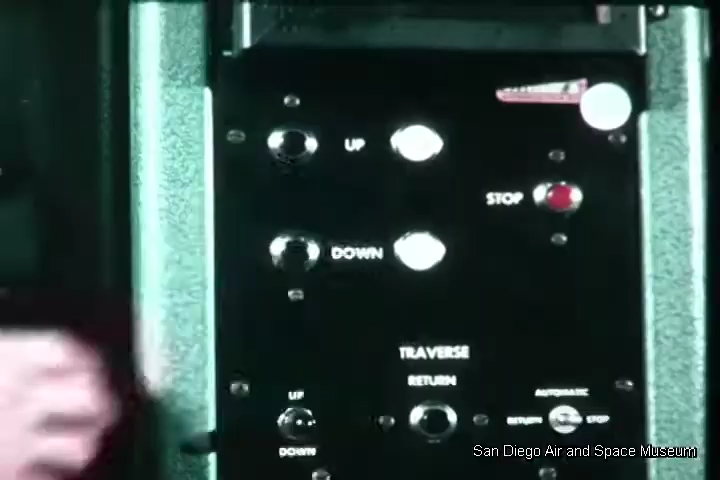 UP
STOP
DOWN
TRAVERSE
RETURN
UP
DOWN
AUTOMATIC
RETURN
STOP
San Diego Air and Space Museum